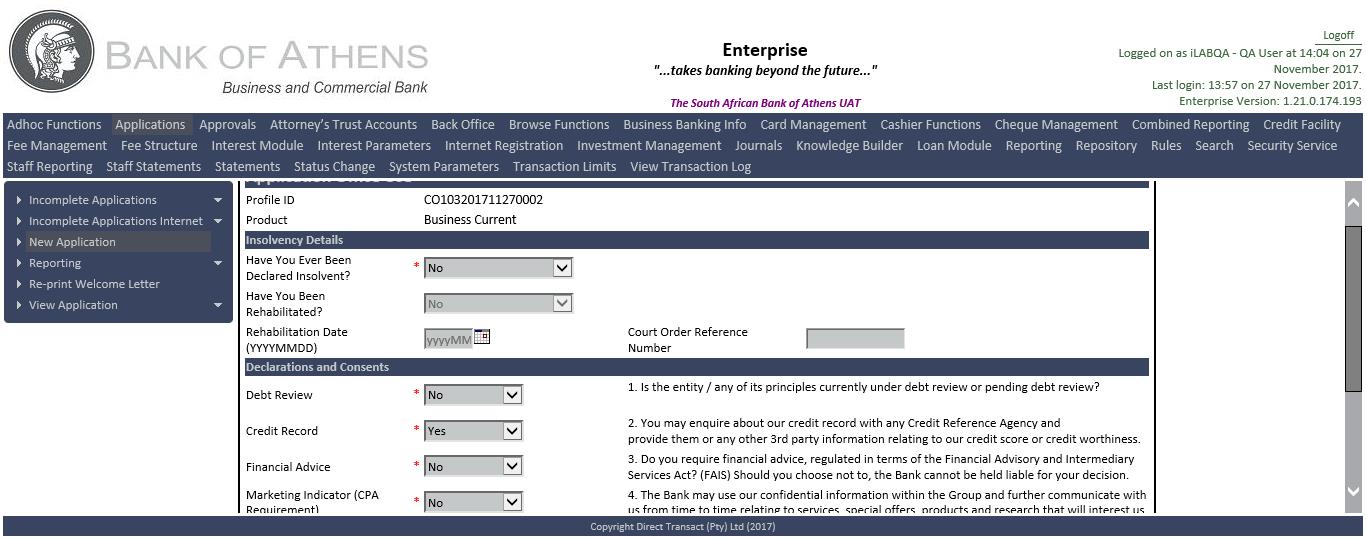 BANK OF ATHENS
Business and Commercial Bank
Enterprise
"...takes banking beyond the future..."
The South African Bank of Athens UAT
Logoff
Logged on as iLABQA - QA User at 14:04 on 27
November 2017.
Last login: 13:57 on 27 November 2017.
Enterprise Version: 1.21.0.174.193
Adhoc Functions Applications Approvals Attorney's Trust Accounts Back Office Browse Functions Business Banking Info Card Management Cashier Functions Cheque Management Combined Reporting Credit Facility
Fee Management Fee Structure Interest Module Interest Parameters Internet Registration Investment Management Journals Knowledge Builder Loan Module Reporting Repository Rules Search Security Service
Staff Reporting Staff Statements Statements Status Change System Parameters Transaction Limits View Transaction Log
Incomplete Applications
Incomplete Applications Internet
New Application
Reporting
Re-print Welcome Letter
View Application
Profile ID CO103201711270002
Product Business Current
Insolvency Details
Have You Ever Been
Declared Insolvent? * No
Have You Been
Rehabilitated? No
Rehabilitation Date
(YYYYMMDD) yyyyMM Court Order Reference
Number
Declarations and Consents
Debt Review * No 1. Is the entity / any of its principles currently under debt review or pending debt review?
Credit Record * Yes 2. You may enquire about our credit record with any Credit Reference Agency and
provide them or any other 3rd party information relating to our credit score or credit worthiness.
Financial Advice * No 3. Do you require financial advice, regulated in terms of the Financial Advisory and Intermediary
Services Act? (FAIS) Should you choose not to, the Bank cannot be held liable for your decision.
Marketing Indicator (CPA
Requirement) * No 4. The Bank may use our confidential information within the Group and further communicate with
us from time to time relating to services, special offers, products and research that will interest us
Copyright Direct Transact (Pty) Ltd (2017)